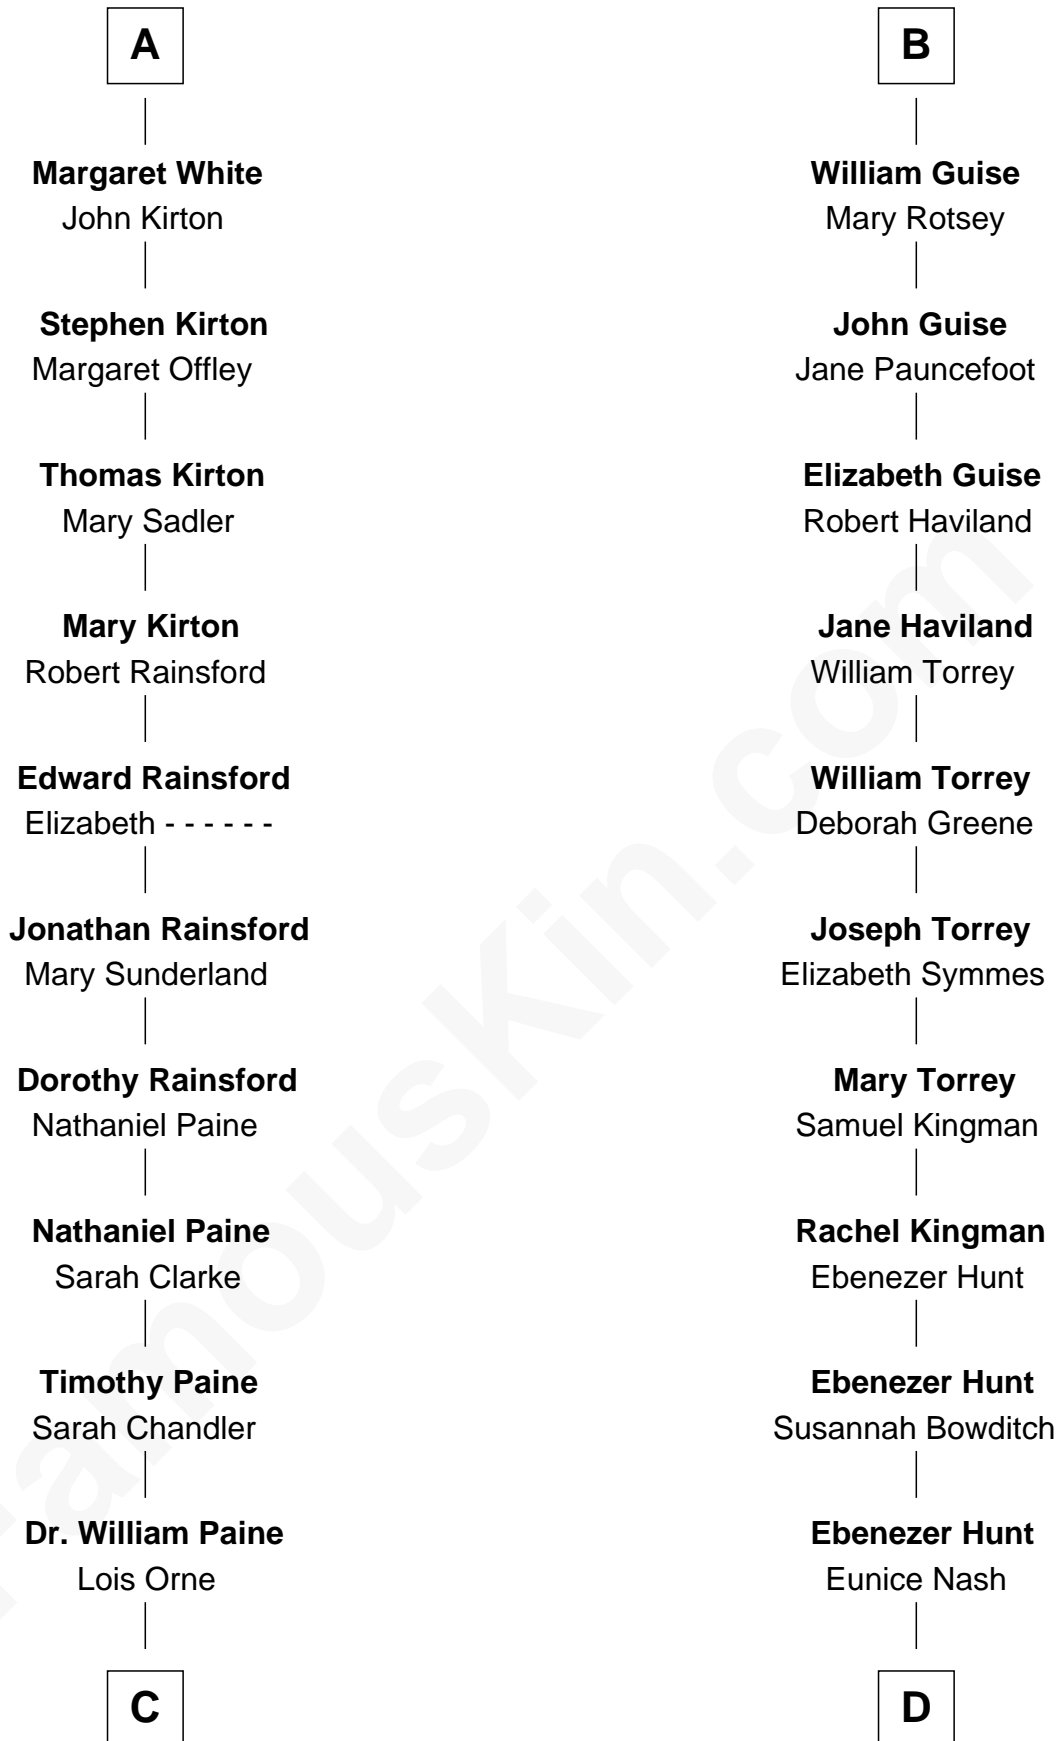 A
Margaret White
John Kirton
Stephen Kirton
Margaret Offley
Thomas Kirton
Mary Sadler
Mary Kirton
Robert Rainsford
Edward Rainsford
Elizabeth - - - - - -
Jonathan Rainsford
Mary Sunderland
Dorothy Rainsford
Nathaniel Paine
Nathaniel Paine
Sarah Clarke
Timothy Paine
Sarah Chandler
Dr. William Paine
Lois Orne
C
B
William Guise
Mary Rotsey
John Guise
Jane Pauncefoot
Elizabeth Guise
Robert Haviland
Jane Haviland
William Torrey
William Torrey
Deborah Greene
Joseph Torrey
Elizabeth Symmes
Mary Torrey
Samuel Kingman
Rachel Kingman
Ebenezer Hunt
Ebenezer Hunt
Susannah Bowditch
Ebenezer Hunt
Eunice Nash
D
FamousKin.com